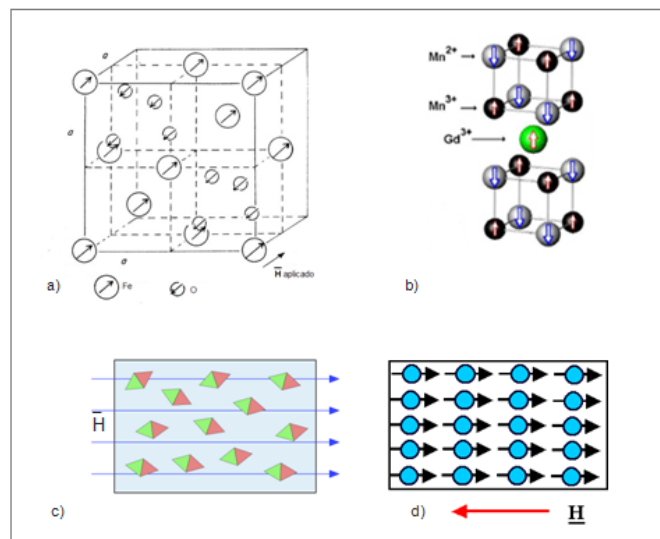 a
a
a
H̅ aplicado
a)
Fe
O
Mn²⁺
Mn³⁺
Gd³⁺
b)
H̅
c)
d)
H